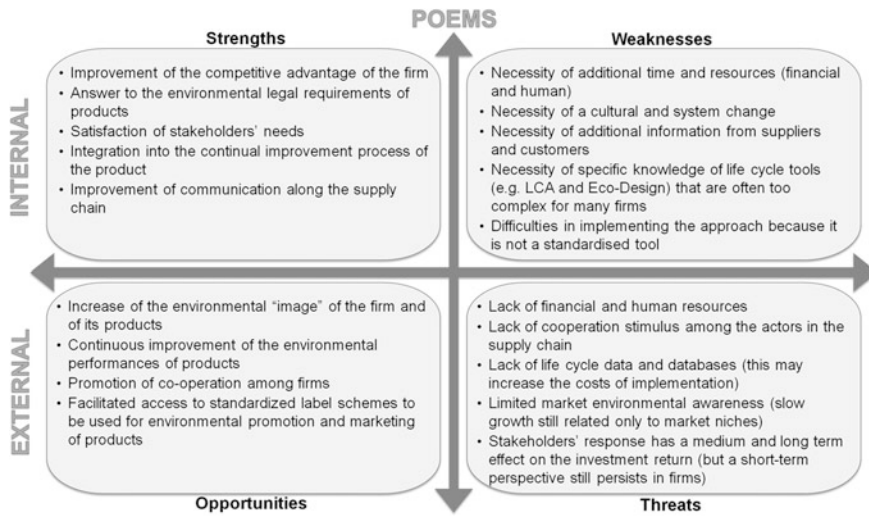 POEMS
Strengths
Weaknesses
INTERNAL
• Improvement of the competitive advantage of the firm
• Answer to the environmental legal requirements of
products
• Satisfaction of stakeholders' needs
• Integration into the continual improvement process of
the product
• Improvement of communication along the supply
chain
• Necessity of additional time and resources (financial
and human)
• Necessity of a cultural and system change
• Necessity of additional information from suppliers
and customers
• Necessity of specific knowledge of life cycle tools
(e.g. LCA and Eco-Design) that are often too
complex for many firms
• Difficulties in implementing the approach because it
is not a standardised tool
EXTERNAL
• Increase of the environmental “image” of the firm and
of its products
• Continuous improvement of the environmental
performances of products
• Promotion of co-operation among firms
• Facilitated access to standardized label schemes to
be used for environmental promotion and marketing
of products
• Lack of financial and human resources
• Lack of cooperation stimulus among the actors in the
supply chain
• Lack of life cycle data and databases (this may
increase the costs of implementation)
• Limited market environmental awareness (slow
growth still related only to market niches)
• Stakeholders' response has a medium and long term
effect on the investment return (but a short-term
perspective still persists in firms)
Opportunities
Threats